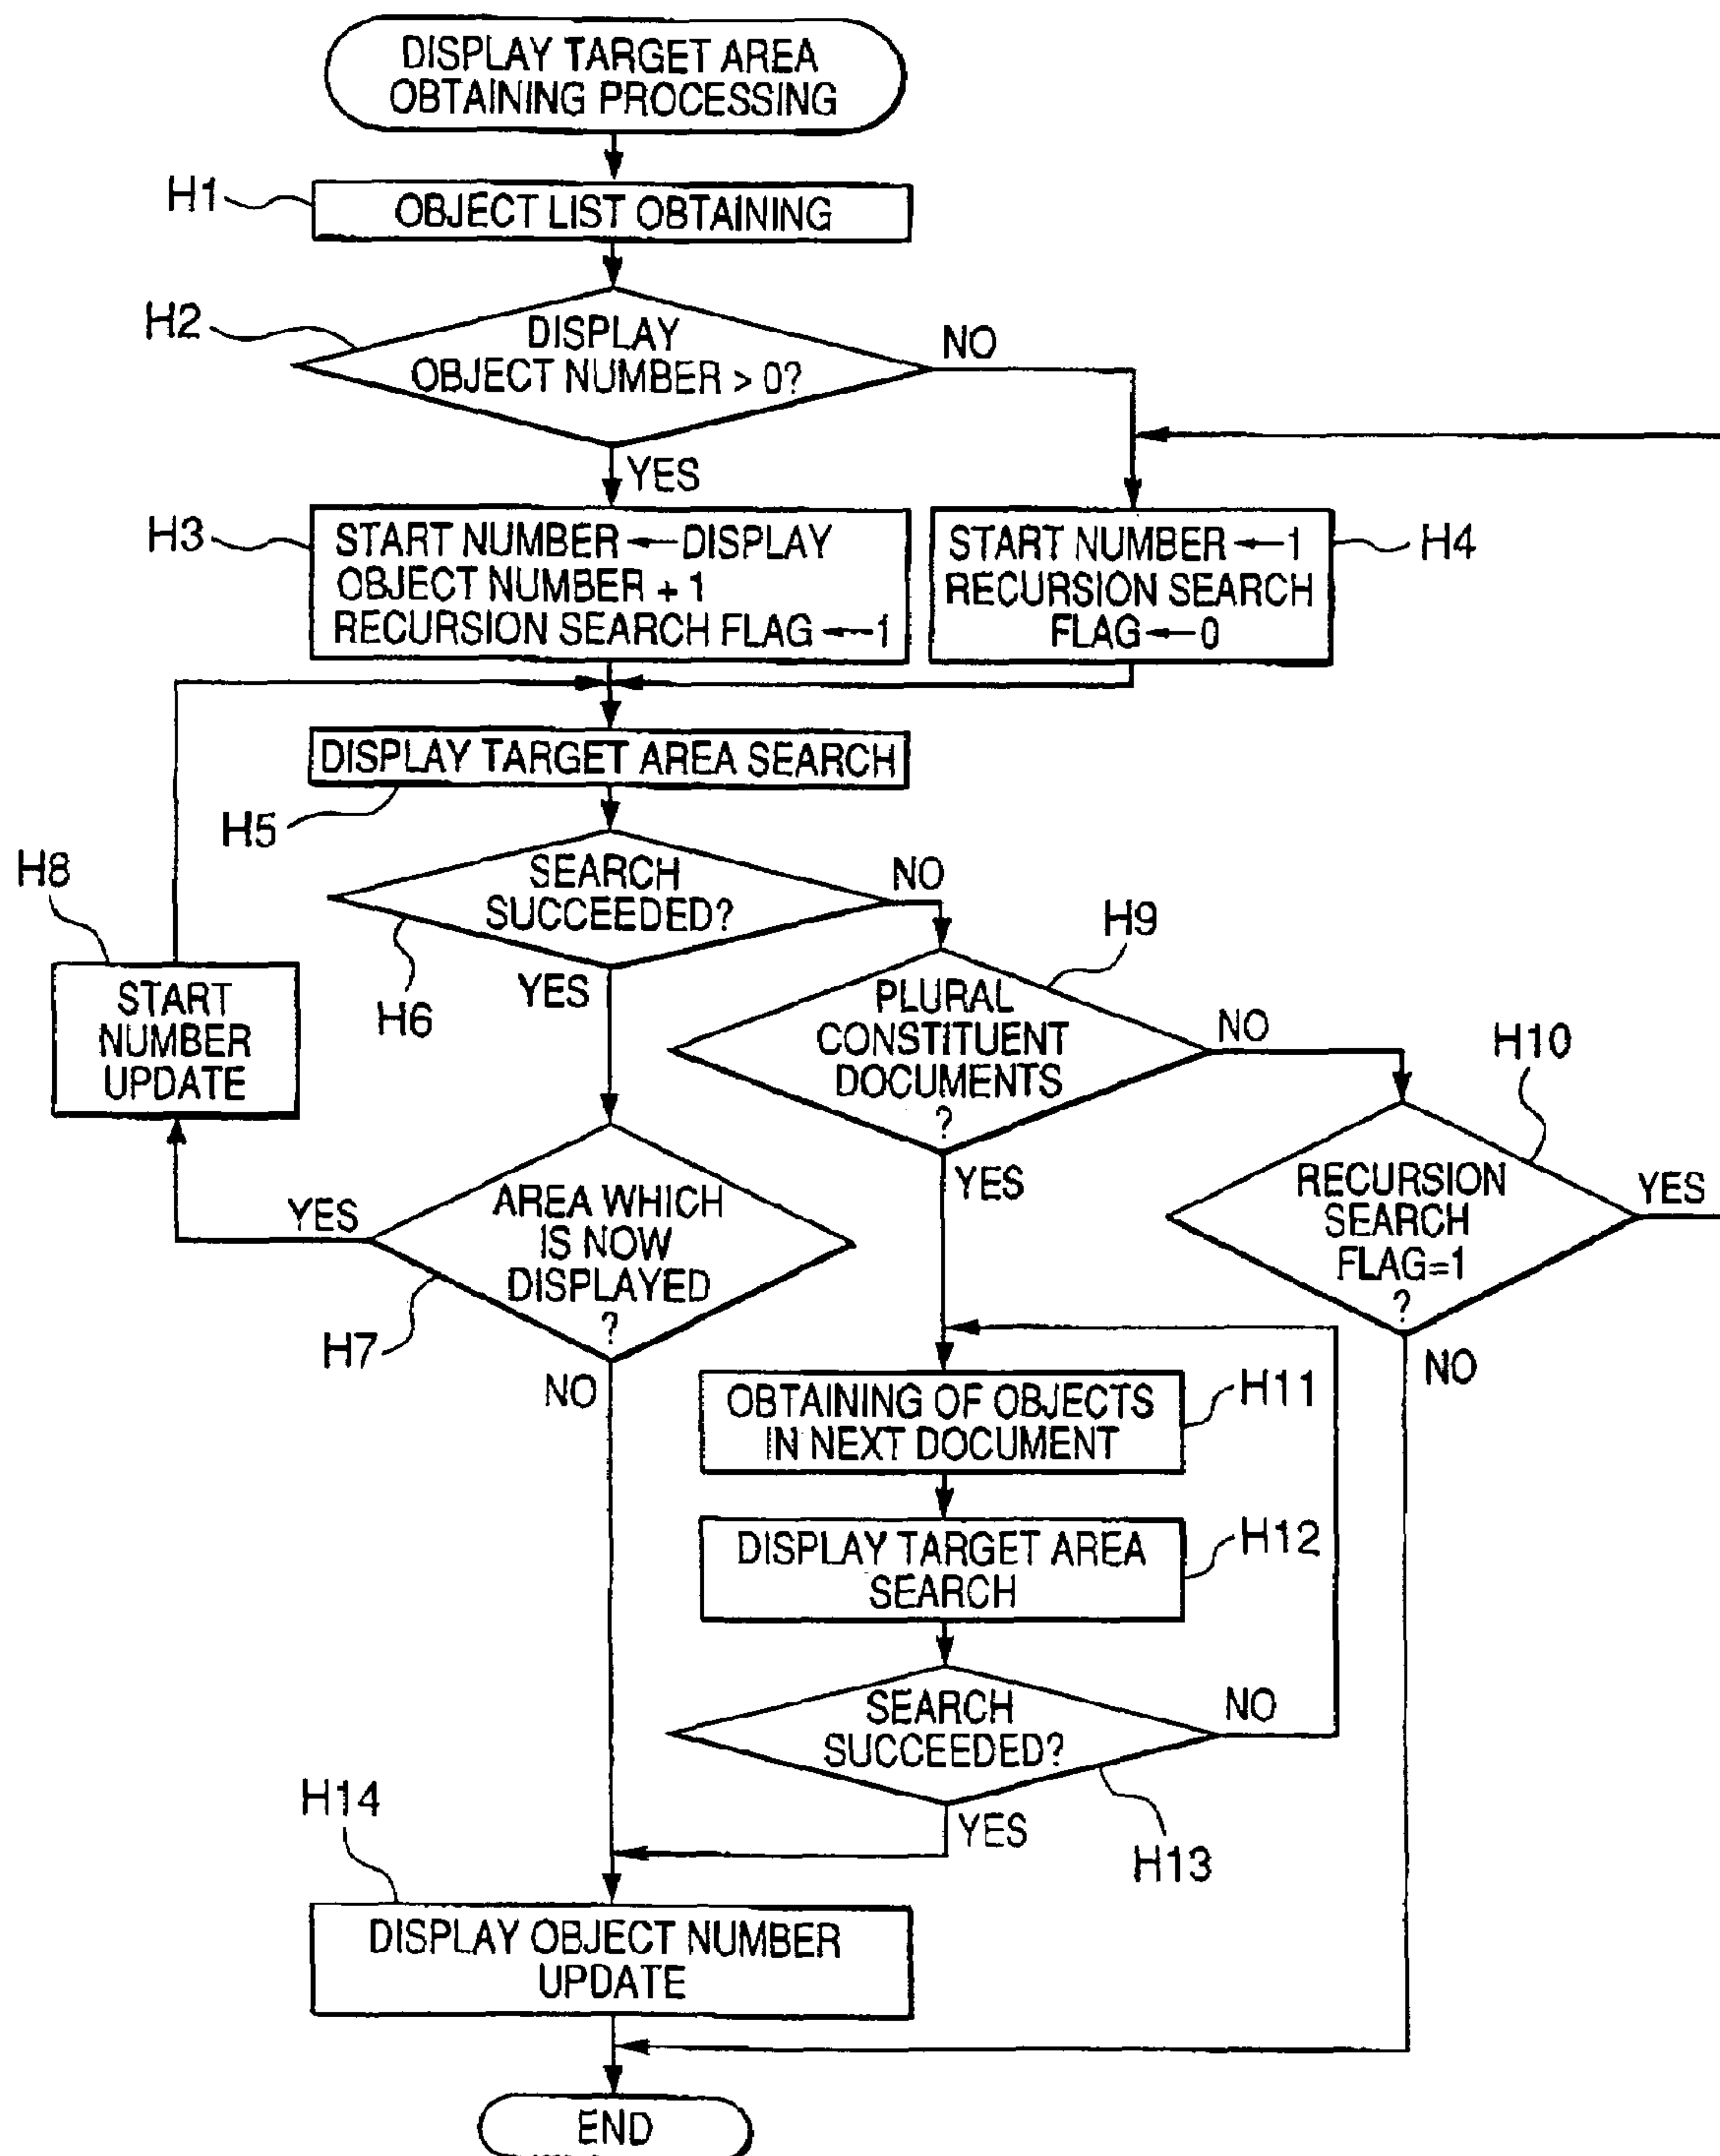 DISPLAY TARGET AREA
OBTAINING PROCESSING
H1
OBJECT LIST OBTAINING
H2
DISPLAY
OBJECT NUMBER > 0?
NO
YES
H3
START NUMBER ← DISPLAY
OBJECT NUMBER + 1
RECURSION SEARCH FLAG ← 1
START NUMBER ← 1
RECURSION SEARCH
FLAG ← 0
H4
DISPLAY TARGET AREA SEARCH
H5
SEARCH
SUCCEEDED?
NO
YES
H6
H8
START
NUMBER
UPDATE
H9
PLURAL
CONSTITUENT
DOCUMENTS
?
NO
YES
H10
RECURSION
SEARCH
FLAG=1
?
YES
NO
AREA WHICH
IS NOW
DISPLAYED
?
YES
H7
NO
OBTAINING OF OBJECTS
IN NEXT DOCUMENT
H11
DISPLAY TARGET AREA
SEARCH
H12
SEARCH
SUCCEEDED?
NO
YES
H13
H14
DISPLAY OBJECT NUMBER
UPDATE
END